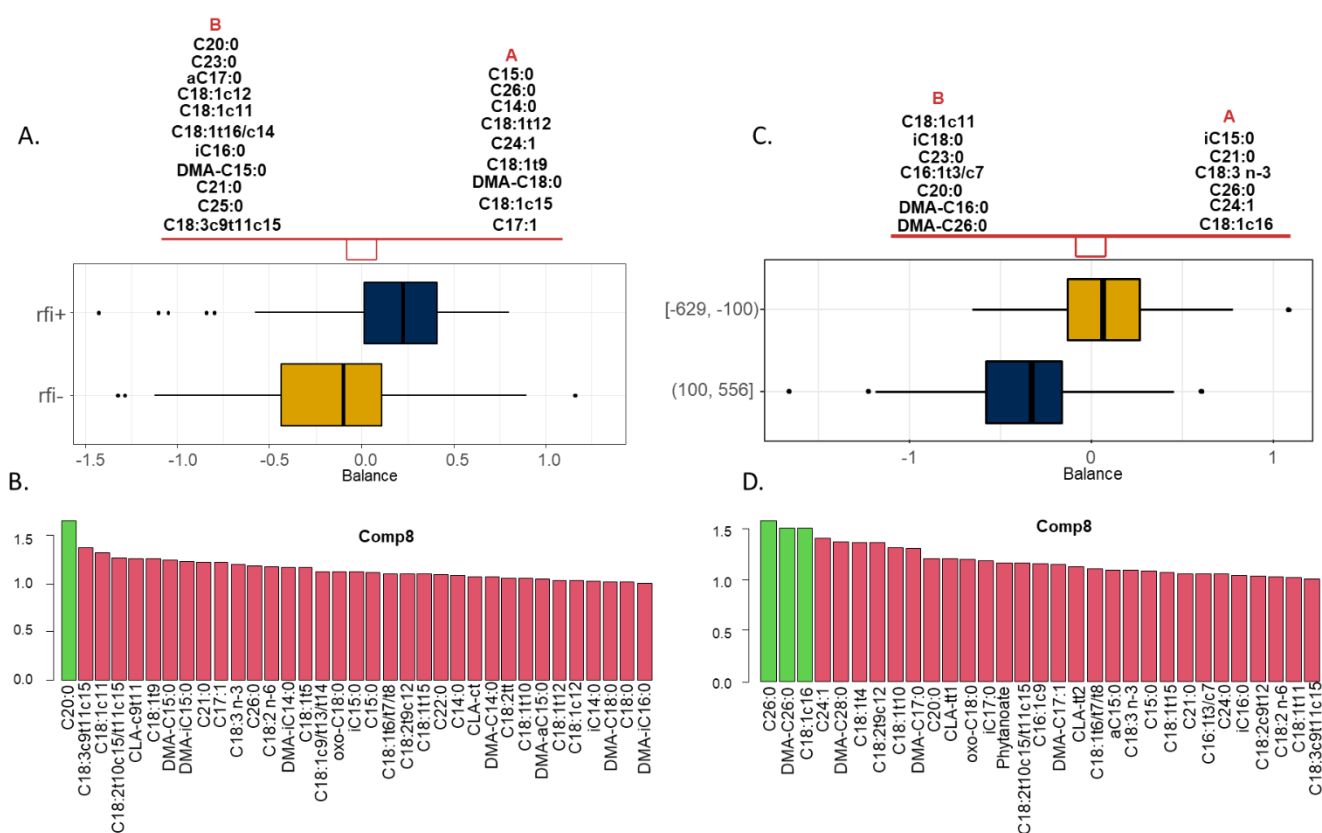 A.
B
C20:0
C23:0
aC17:0
C18:1c12
C18:1c11
C18:1t16/c14
iC16:0
DMA-C15:0
C21:0
C25:0
C18:3c9t11c15
A
C15:0
C26:0
C14:0
C18:1t12
C24:1
C18:1t9
DMA-C18:0
C18:1c15
C17:1
rfi+
rfi-
-1.5
-1.0
-0.5
0.0
0.5
1.0
Balance
B.
Comp8
1.5
1.0
0.5
0.0
C20:0
C18:3c9t11c15
C18:1c11
C18:2t10c15/t11c15
CLA-c9t11
C18:1t9
DMA-C15:0
DMA-iC15:0
C21:0
C17:1
C18:3 n-3
C26:0
C18:2 n-6
DMA-iC14:0
C18:1t5
C18:1c9/t13/t14
oxo-C18:0
iC15:0
C15:0
C18:1t6/t7/t8
C18:2t9c12
C18:1t15
C22:0
C14:0
CLA-ct
DMA-C14:0
C18:2tt
C18:1t10
DMA-aC15:0
C18:1t12
C18:1c12
iC14:0
DMA-C18:0
C18:0
DMA-iC16:0
C.
B
C18:1c11
iC18:0
C23:0
C16:1t3/c7
C20:0
DMA-C16:0
DMA-C26:0
A
iC15:0
C21:0
C18:3 n-3
C26:0
C24:1
C18:1c16
[-629, -100)
(100, 556]
-1
0
1
Balance
D.
Comp8
1.5
1.0
0.5
0.0
C26:0
DMA-C26:0
C18:1c16
C24:1
DMA-C28:0
C18:1t4
C18:2t9c12
C18:1t10
DMA-C17:0
C20:0
CLA-tt1
oxo-C18:0
iC17:0
Phytanoate
C18:2t10c15/t11c15
C16:1c9
DMA-C17:1
CLA-tt2
C18:1t6/t7/t8
aC15:0
C18:3 n-3
C15:0
C18:1t15
C21:0
C16:1t3/c7
C24:0
iC16:0
C18:2c9t12
C18:2 n-6
C18:1t11
C18:3c9t11c15